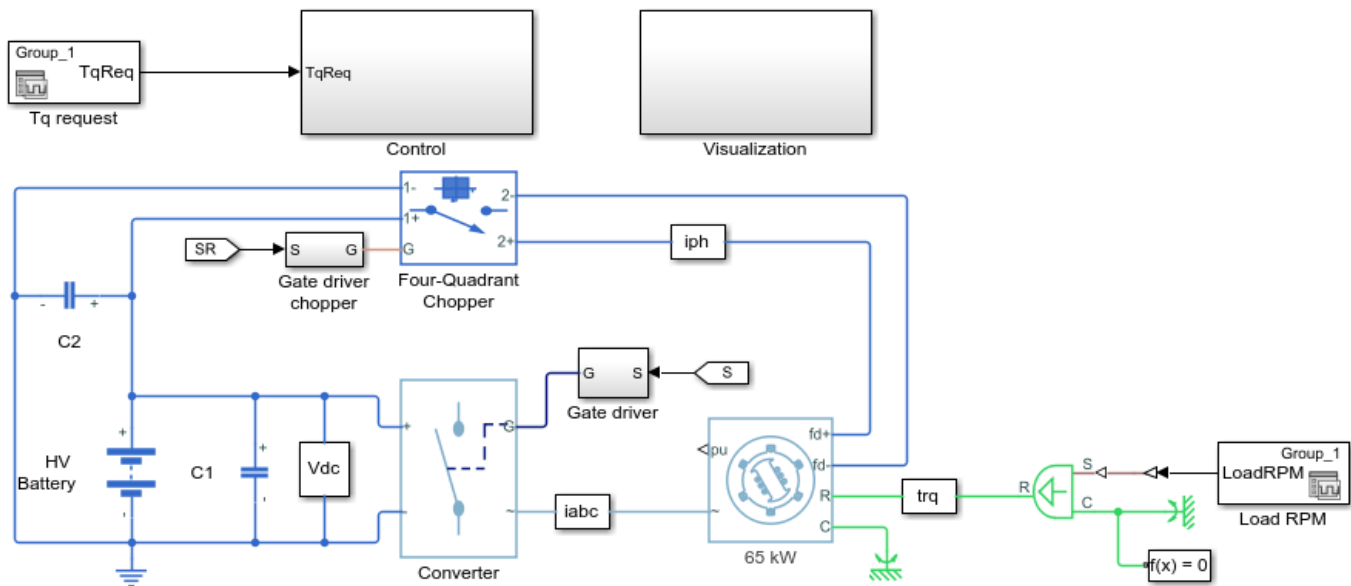 Group_1
TqReq
Tq request
TqReq
Control
Visualization
1-
1+
G
2-
2+
Four-Quadrant
Chopper
SR
S
G
Gate driver
chopper
iph
-
+
C2
G
S
Gate driver
S
+
-
HV
Battery
+
-
C1
Vdc
+
-
G
~
Converter
iabc
pu
~
fd+
fd-
R
C
65 kW
trq
R
S
C
Group_1
LoadRPM
Load RPM
f(x) = 0